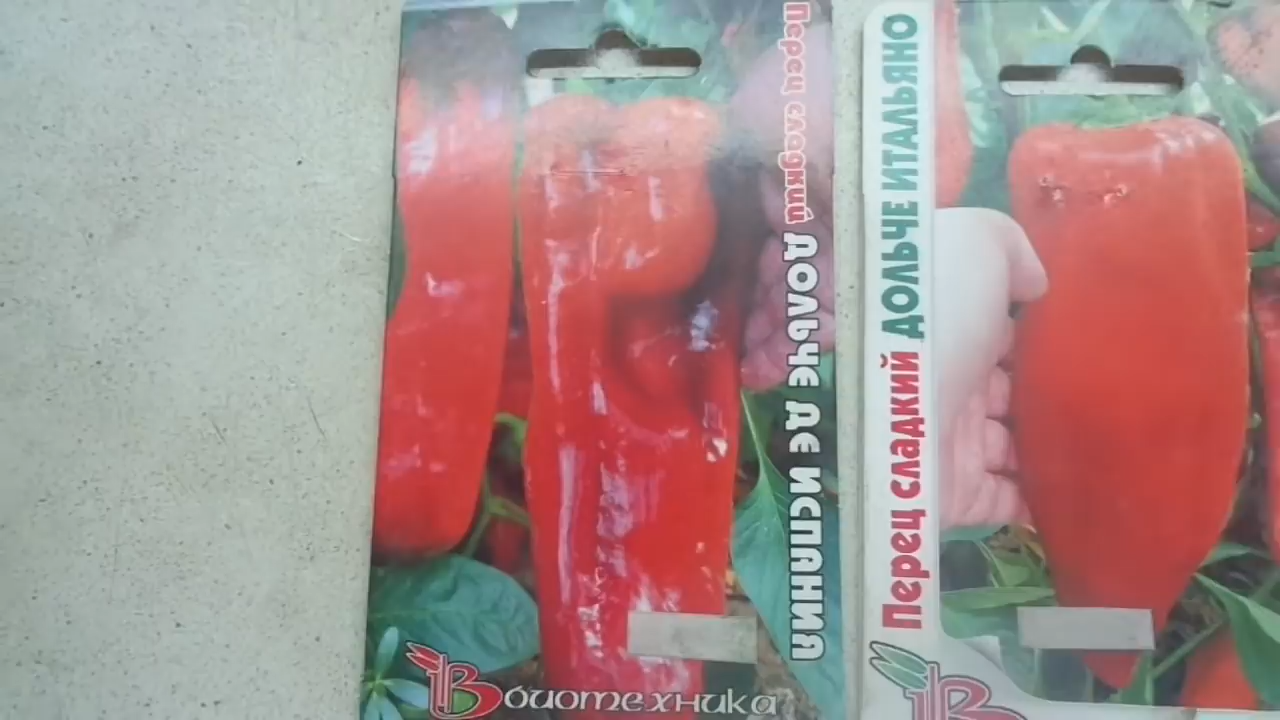 Перец сладкий ДОЛЬЧЕ ДЕ ИСПАНИЯ
Биотехника
Перец сладкий ДОЛЬЧЕ ИТАЛЬЯНО
Б